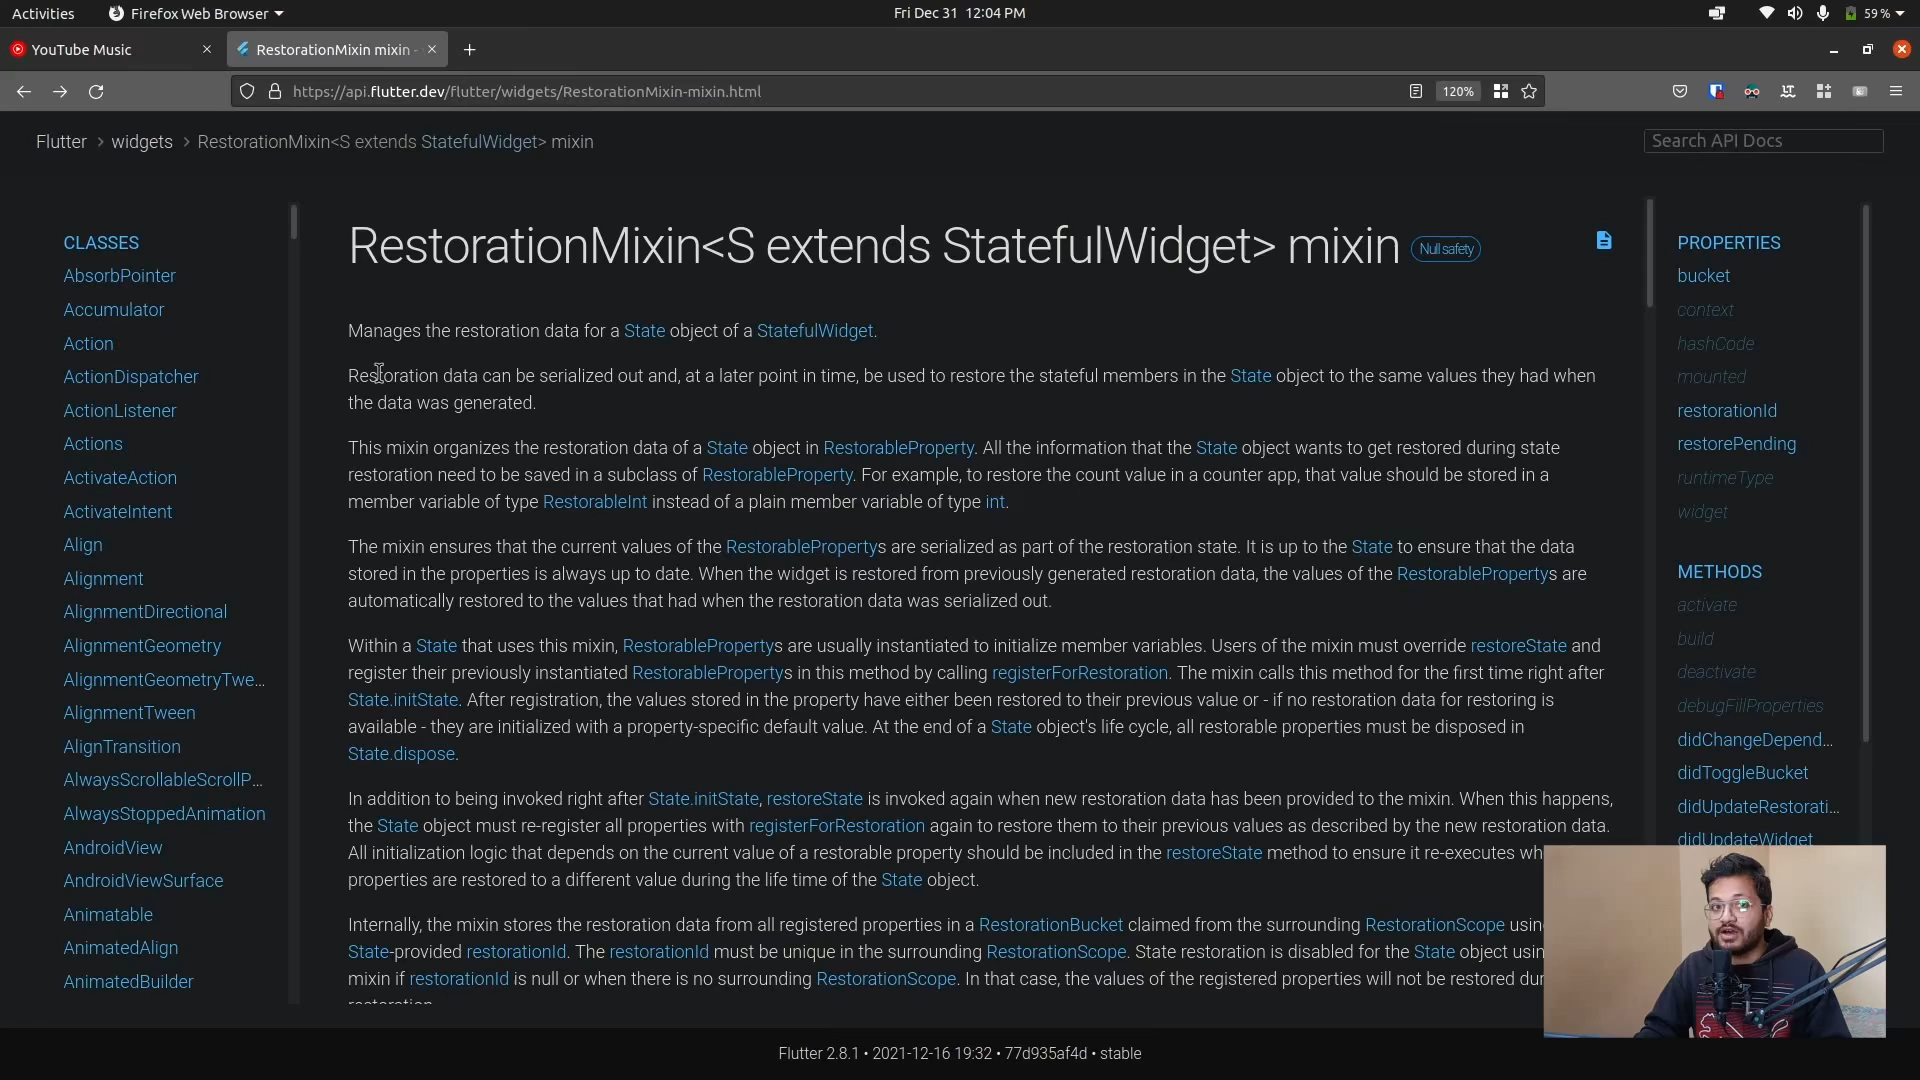 Activities
Firefox Web Browser
Fri Dec 31 12:04 PM
59 %
YouTube Music
RestorationMixin mixin -
https://api.flutter.dev/flutter/widgets/RestorationMixin-mixin.html
120%
Flutter > widgets > RestorationMixin<S extends StatefulWidget> mixin
Search API Docs
CLASSES
AbsorbPointer
Accumulator
Action
ActionDispatcher
ActionListener
Actions
ActivateAction
ActivateIntent
Align
Alignment
AlignmentDirectional
AlignmentGeometry
AlignmentGeometryTwe...
AlignmentTween
AlignTransition
AlwaysScrollableScrollP...
AlwaysStoppedAnimation
AndroidView
AndroidViewSurface
Animatable
AnimatedAlign
AnimatedBuilder
RestorationMixin<S extends StatefulWidget> mixin Null safety
Manages the restoration data for a State object of a StatefulWidget.
Restoration data can be serialized out and, at a later point in time, be used to restore the stateful members in the State object to the same values they had when
the data was generated.
This mixin organizes the restoration data of a State object in RestorableProperty. All the information that the State object wants to get restored during state
restoration need to be saved in a subclass of RestorableProperty. For example, to restore the count value in a counter app, that value should be stored in a
member variable of type RestorableInt instead of a plain member variable of type int.
The mixin ensures that the current values of the RestorablePropertys are serialized as part of the restoration state. It is up to the State to ensure that the data
stored in the properties is always up to date. When the widget is restored from previously generated restoration data, the values of the RestorablePropertys are
automatically restored to the values that had when the restoration data was serialized out.
Within a State that uses this mixin, RestorablePropertys are usually instantiated to initialize member variables. Users of the mixin must override restoreState and
register their previously instantiated RestorablePropertys in this method by calling registerForRestoration. The mixin calls this method for the first time right after
State.initState. After registration, the values stored in the property have either been restored to their previous value or - if no restoration data for restoring is
available - they are initialized with a property-specific default value. At the end of a State object's life cycle, all restorable properties must be disposed in
State.dispose.
In addition to being invoked right after State.initState, restoreState is invoked again when new restoration data has been provided to the mixin. When this happens,
the State object must re-register all properties with registerForRestoration again to restore them to their previous values as described by the new restoration data.
All initialization logic that depends on the current value of a restorable property should be included in the restoreState method to ensure it re-executes wh
properties are restored to a different value during the life time of the State object.
Internally, the mixin stores the restoration data from all registered properties in a RestorationBucket claimed from the surrounding RestorationScope usin
State-provided restorationId. The restorationId must be unique in the surrounding RestorationScope. State restoration is disabled for the State object usin
mixin if restorationId is null or when there is no surrounding RestorationScope. In that case, the values of the registered properties will not be restored dur
restoration.
PROPERTIES
bucket
context
hashCode
mounted
restorationId
restorePending
runtimeType
widget
METHODS
activate
build
deactivate
debugFillProperties
didChangeDepend...
didToggleBucket
didUpdateRestorati...
didUpdateWidget
Flutter 2.8.1 • 2021-12-16 19:32 • 77d935af4d • stable